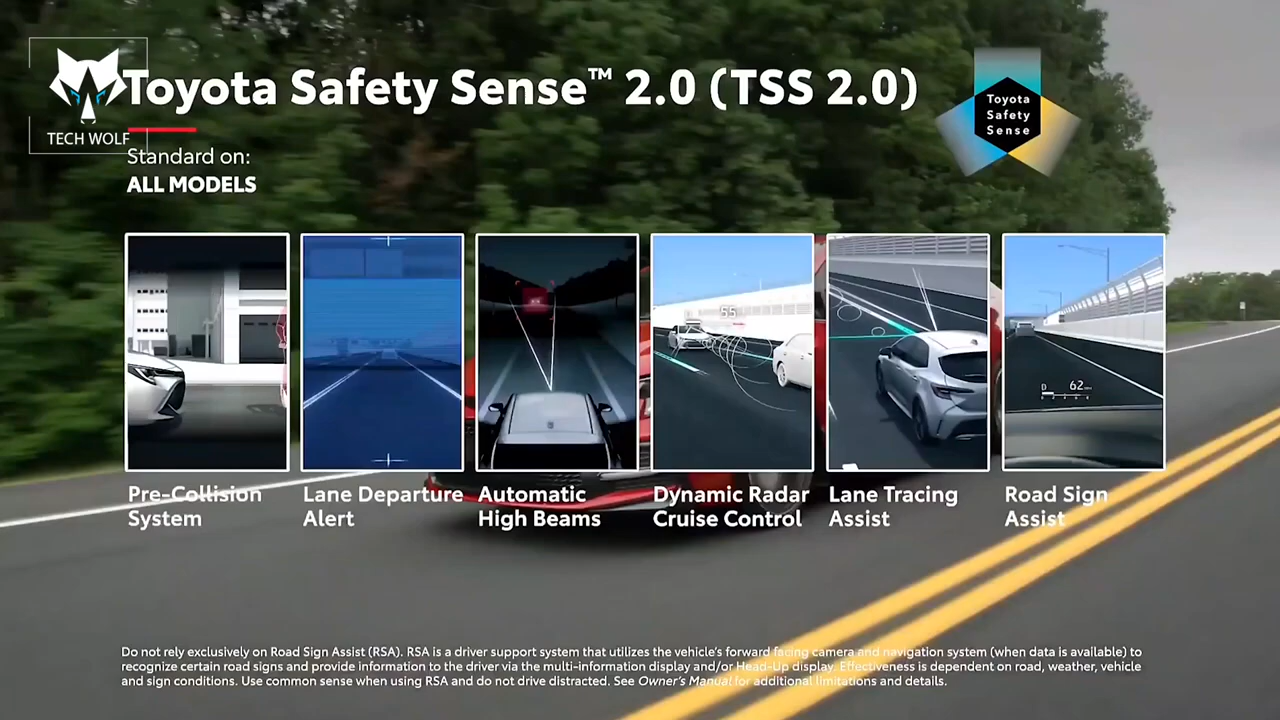 Toyota Safety Sense™ 2.0 (TSS 2.0)
Toyota
Safety
Sense
TECH WOLF
Standard on:
ALL MODELS
55
D 62
Pre-Collision
System
Lane Departure
Alert
Automatic
High Beams
Dynamic Radar
Cruise Control
Lane Tracing
Assist
Road Sign
Assist
Do not rely exclusively on Road Sign Assist (RSA). RSA is a driver support system that utilizes the vehicle's forward facing camera and navigation system (when data is available) to
recognize certain road signs and provide information to the driver via the multi-information display and/or Head-Up display. Effectiveness is dependent on road, weather, vehicle
and sign conditions. Use common sense when using RSA and do not drive distracted. See Owner's Manual for additional limitations and details.